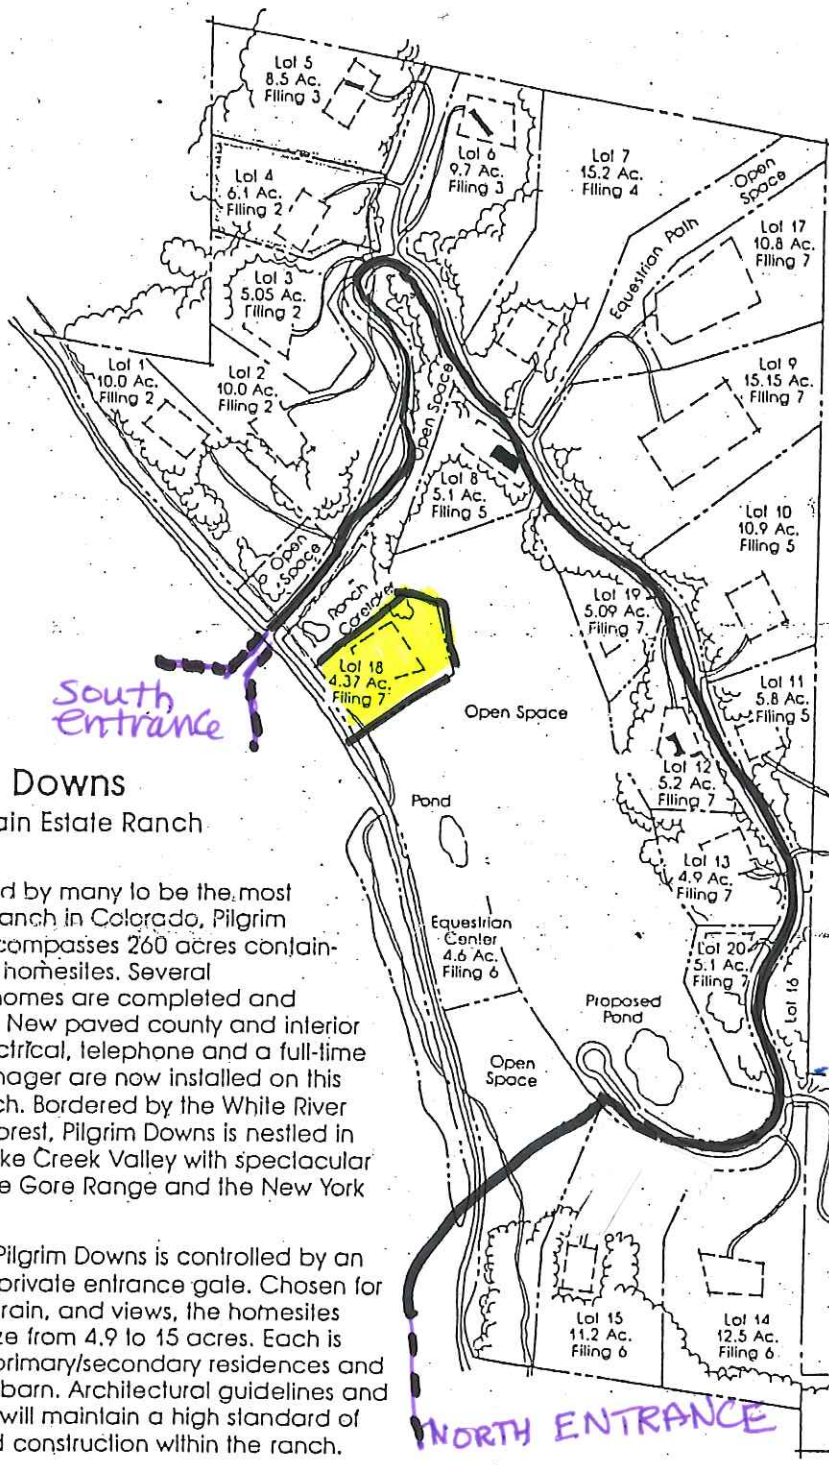 Lot 5
8.5 Ac.
Filing 3
Lot 4
6.1 Ac.
Filing 2
Lot 6
9.7 Ac.
Filing 3
Lot 7
15.2 Ac.
Filing 4
Open
Space
Equestrian Path
Lot 17
10.8 Ac.
Filing 7
Lot 3
5.05 Ac.
Filing 2
Lot 1
10.0 Ac.
Filing 2
Lot 2
10.0 Ac.
Filing 2
Open Space
Lot 9
15.15 Ac.
Filing 7
Lot 8
5.1 Ac.
Filing 5
Lot 10
10.9 Ac.
Filing 5
Open
Space
Ranch
Caretaker
Lot 19
5.09 Ac.
Filing 7
Lot 18
4.37 Ac.
Filing 7
South
entrance
Open Space
Lot 11
5.8 Ac.
Filing 5
Lot 12
5.2 Ac.
Filing 7
Pond
Lot 13
4.9 Ac.
Filing 7
Equestrian
Center
4.6 Ac.
Filing 6
Lot 20
5.1 Ac.
Filing 7
Lot 16
Proposed
Pond
Open
Space
Lot 15
11.2 Ac.
Filing 6
Lot 14
12.5 Ac.
Filing 6
NORTH ENTRANCE
Downs
ain Estate Ranch
d by many to be the most
anch in Colorado, Pilgrim
compasses 260 acres contain-
homesites. Several
homes are completed and
New paved county and interior
ctrical, telephone and a full-time
nager are now installed on this
ch. Bordered by the White River
orest, Pilgrim Downs is nestled in
ke Creek Valley with spectacular
e Gore Range and the New York
Pilgrim Downs is controlled by an
private entrance gate. Chosen for
rain, and views, the homesites
ze from 4.9 to 15 acres. Each is
primary/secondary residences and
barn. Architectural guidelines and
will maintain a high standard of
d construction within the ranch.